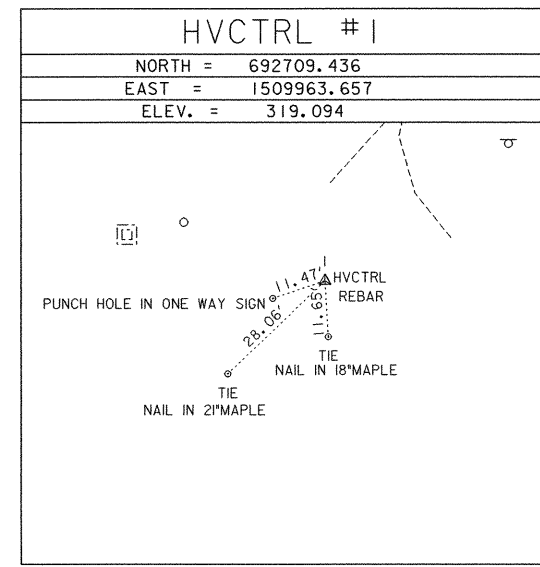 HVCTRL #1
NORTH = 692709.436
EAST = 1509963.657
ELEV. = 319.094
1
11.47'
HVCTRL
REBAR
PUNCH HOLE IN ONE WAY SIGN
28.06'
11.65'
TIE
NAIL IN 18"MAPLE
TIE
NAIL IN 21"MAPLE